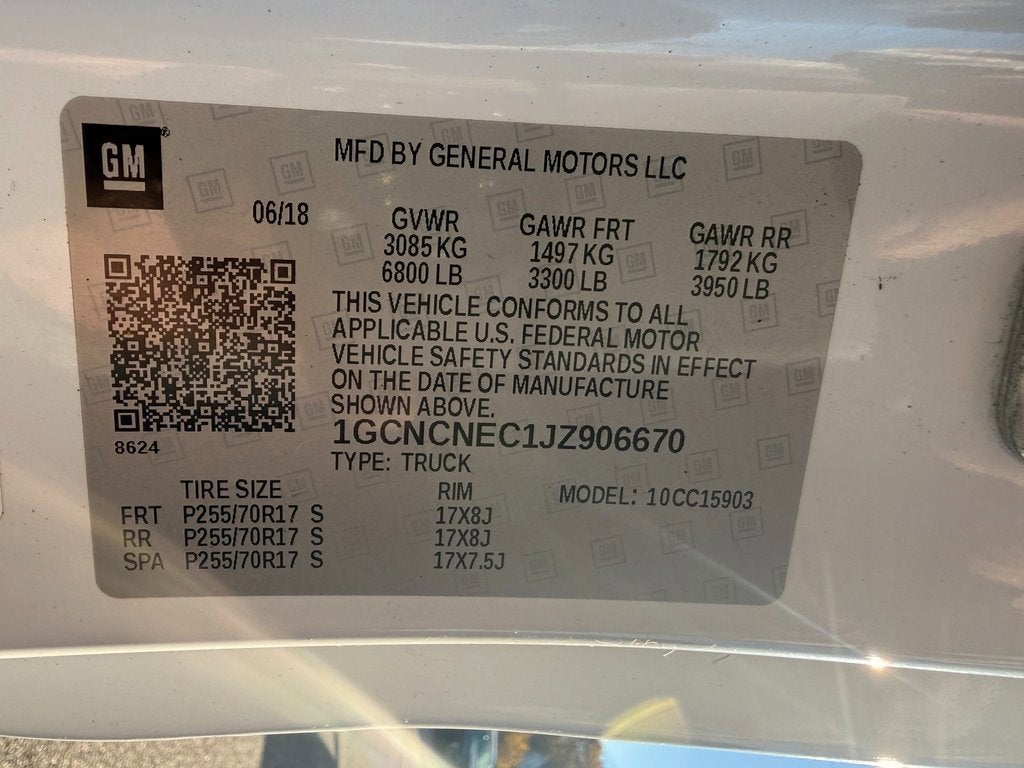 GM
MFD BY GENERAL MOTORS LLC
06/18 GVWR GAWR FRT GAWR RR
3085 KG 1497 KG 1792 KG
6800 LB 3300 LB 3950 LB
THIS VEHICLE CONFORMS TO ALL
APPLICABLE U.S. FEDERAL MOTOR
VEHICLE SAFETY STANDARDS IN EFFECT
ON THE DATE OF MANUFACTURE
SHOWN ABOVE.
1GCNCNEC1JZ906670
8624
TYPE: TRUCK
TIRE SIZE RIM MODEL: 10CC15903
FRT P255/70R17 S 17X8J
RR P255/70R17 S 17X8J
SPA P255/70R17 S 17X7.5J